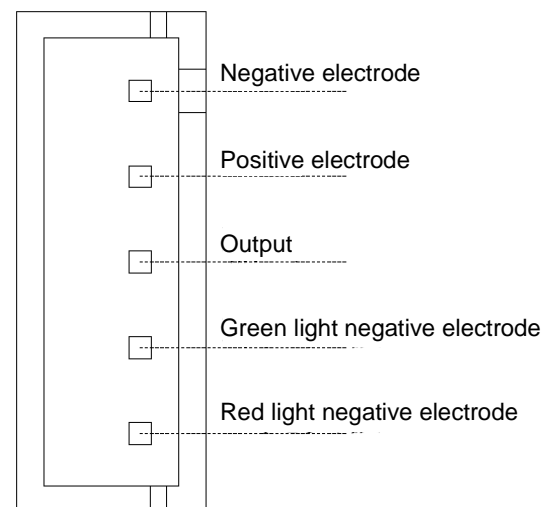 Negative electrode
Positive electrode
Output
Green light negative electrode
Red light negative electrode